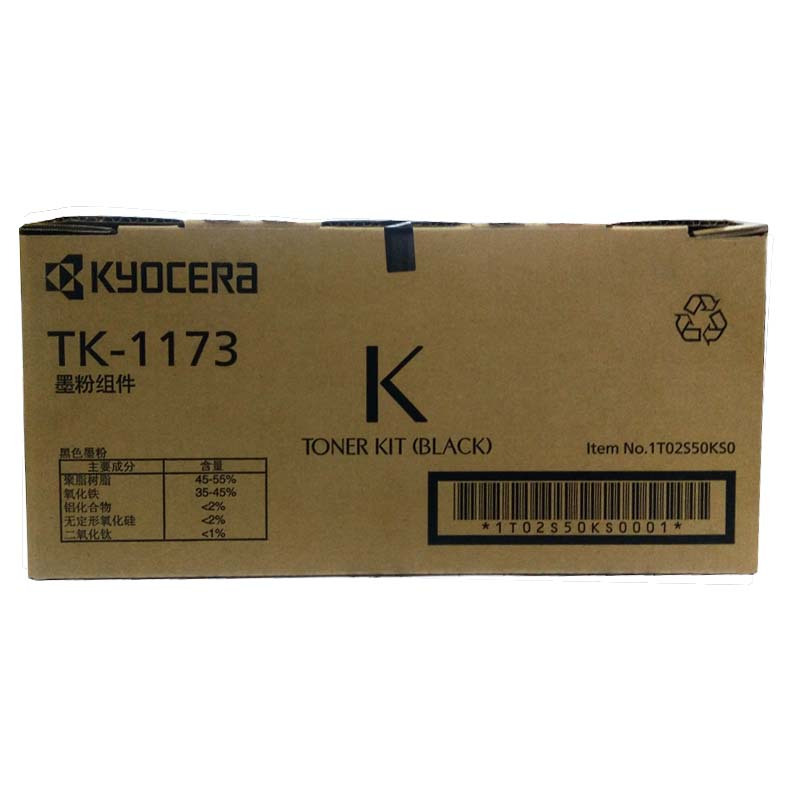 KYOCERA
TK-1173
墨粉组件
K
TONER KIT (BLACK)
Item No.1T02S50KS0
黑色墨粉
主要成分 含量
聚脂树脂 45-55%
氧化铁 35-45%
铝化合物 <2%
无定形氧化硅 <2%
二氧化钛 <1%
*1T02S50KS0001*